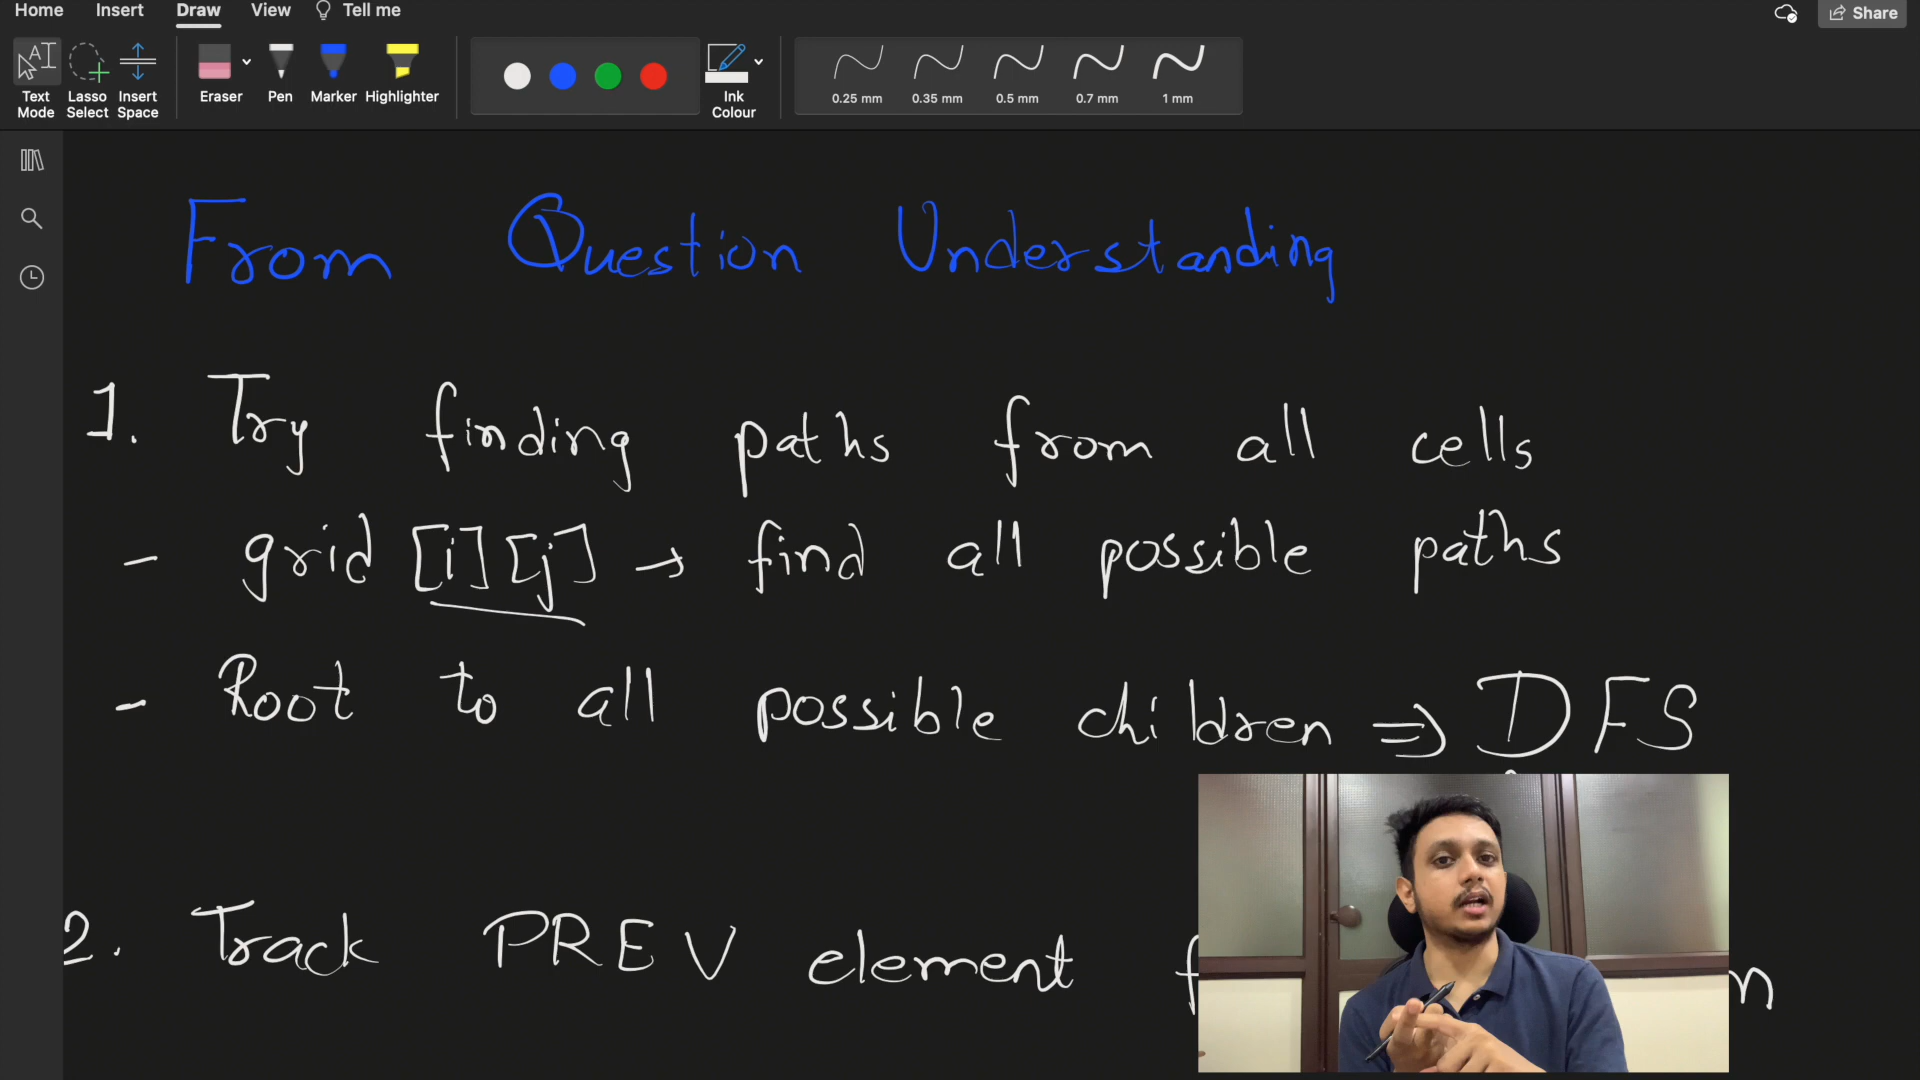 Home Insert Draw View Tell me Share
Text Mode Lasso Select Insert Space Eraser Pen Marker Highlighter Ink Colour 0.25 mm 0.35 mm 0.5 mm 0.7 mm 1 mm
From Question Understanding
1. Try finding paths from all cells
- grid [i][j] → find all possible paths
- Root to all possible children => DFS
2. Track PREV element